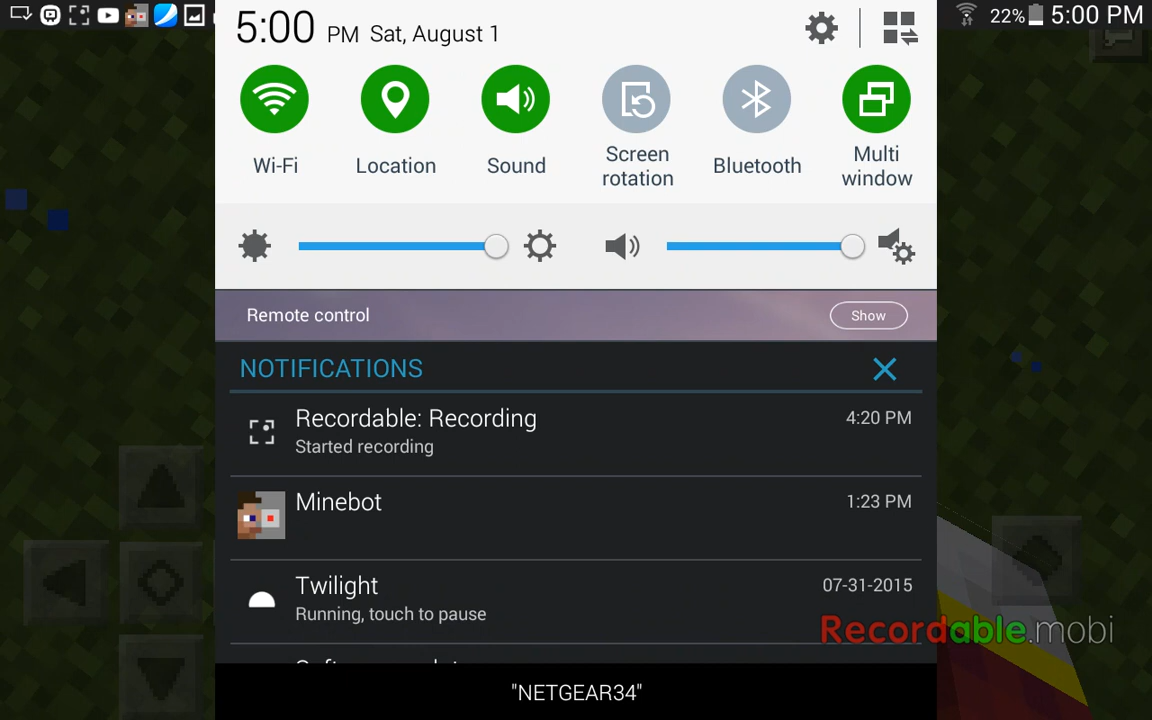 22% 5:00 PM
5:00 PM Sat, August 1
Wi-Fi
Location
Sound
Screen
rotation
Bluetooth
Multi
window
Remote control
Show
NOTIFICATIONS
Recordable: Recording 4:20 PM
Started recording
Minebot 1:23 PM
Twilight 07-31-2015
Running, touch to pause
Recordable.mobi
"NETGEAR34"